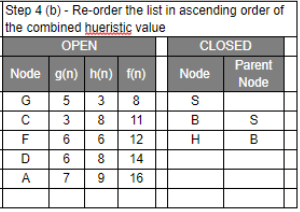 Step 4 (b) - Re-order the list in ascending order of
the combined hueristic value
OPEN CLOSED
Node g(n) h(n) f(n) Node Parent Node
G 5 3 8 S
C 3 8 11 B S
F 6 6 12 H B
D 6 8 14
A 7 9 16